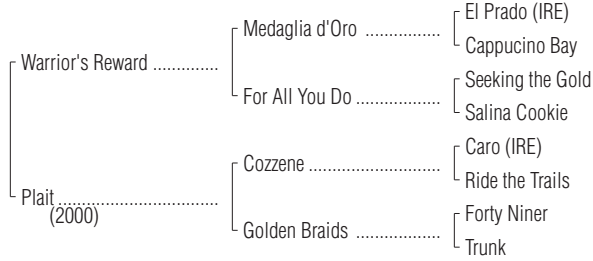 El Prado (IRE)
Medaglia d'Oro ..................
Cappucino Bay
Warrior's Reward ..............
Seeking the Gold
For All You Do ....................
Salina Cookie
Caro (IRE)
Cozzene ..............................
Ride the Trails
Plait .....................................
(2000)
Forty Niner
Golden Braids ....................
Trunk